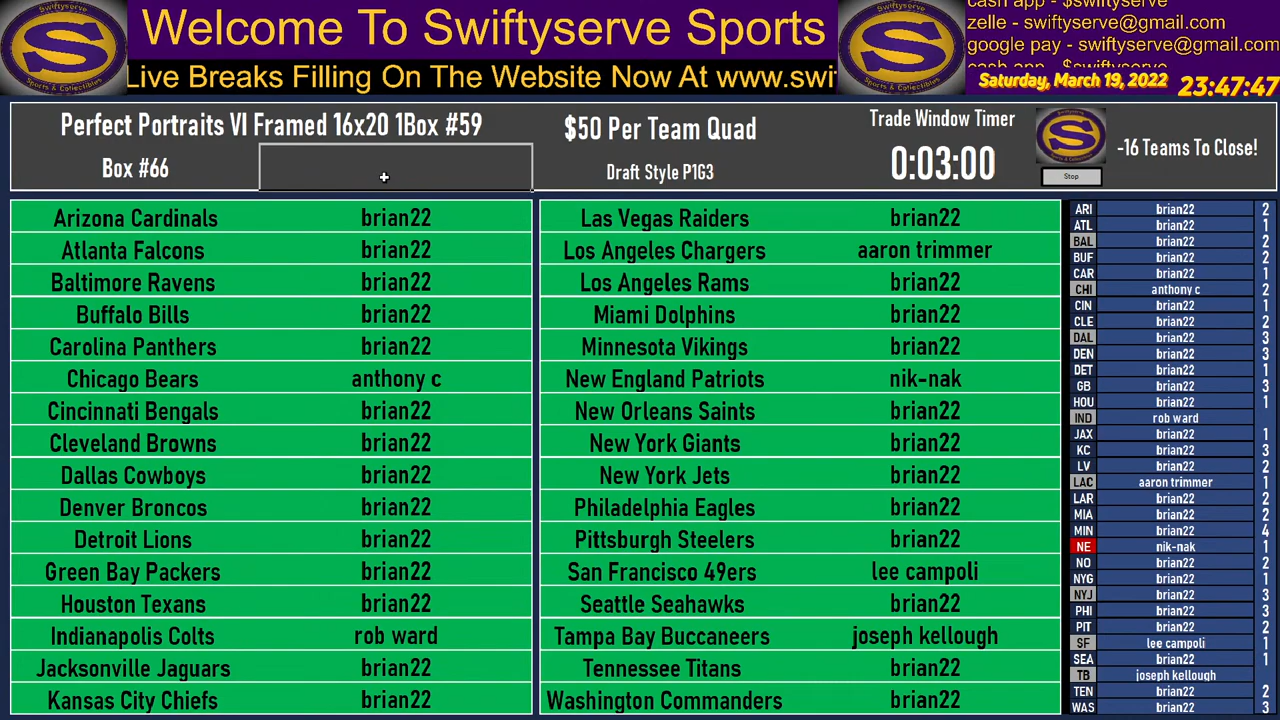 Welcome To Swiftyserve Sports
Live Breaks Filling On The Website Now At www.swi
cash app - $swiftyserve
zelle - swiftyserve@gmail.com
google pay - swiftyserve@gmail.com
cash app - $swiftyserve
Saturday, March 19, 2022 23:47:47
Sports & Collectibles
Sports & Collectibles
Perfect Portraits VI Framed 16x20 1Box #59
Box #66
$50 Per Team Quad
Draft Style P1G3
Trade Window Timer
0:03:00
Stop
-16 Teams To Close!
Arizona Cardinals brian22
Atlanta Falcons brian22
Baltimore Ravens brian22
Buffalo Bills brian22
Carolina Panthers brian22
Chicago Bears anthony c
Cincinnati Bengals brian22
Cleveland Browns brian22
Dallas Cowboys brian22
Denver Broncos brian22
Detroit Lions brian22
Green Bay Packers brian22
Houston Texans brian22
Indianapolis Colts rob ward
Jacksonville Jaguars brian22
Kansas City Chiefs brian22
Las Vegas Raiders brian22
Los Angeles Chargers aaron trimmer
Los Angeles Rams brian22
Miami Dolphins brian22
Minnesota Vikings brian22
New England Patriots nik-nak
New Orleans Saints brian22
New York Giants brian22
New York Jets brian22
Philadelphia Eagles brian22
Pittsburgh Steelers brian22
San Francisco 49ers lee campoli
Seattle Seahawks brian22
Tampa Bay Buccaneers joseph kellough
Tennessee Titans brian22
Washington Commanders brian22
ARI brian22 2
ATL brian22 1
BAL brian22 2
BUF brian22 2
CAR brian22 1
CHI anthony c 2
CIN brian22 1
CLE brian22 2
DAL brian22 3
DEN brian22 3
DET brian22 1
GB brian22 3
HOU brian22 1
IND rob ward
JAX brian22 1
KC brian22 3
LV brian22 2
LAC aaron trimmer 1
LAR brian22 2
MIA brian22 2
MIN brian22 4
NE nik-nak 1
NO brian22 2
NYG brian22 1
NYJ brian22 3
PHI brian22 3
PIT brian22 2
SF lee campoli 1
SEA brian22 1
TB joseph kellough
TEN brian22 2
WAS brian22 3